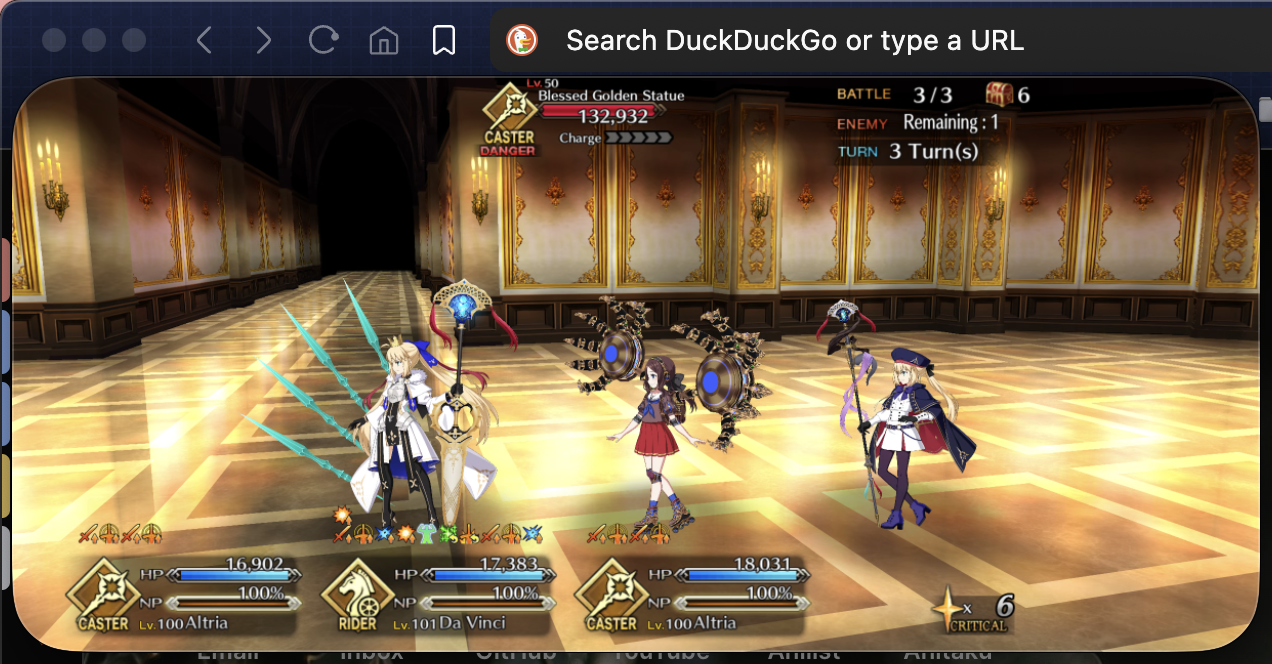 Search DuckDuckGo or type a URL
Lv.50
Blessed Golden Statue
132,932
CASTER
Charge
DANGER
BATTLE 3/3 6
ENEMY Remaining : 1
TURN 3 Turn(s)
HP 16,902
NP 100%
CASTER Lv.100 Altria
HP 17,383
NP 100%
RIDER Lv.101 Da Vinci
HP 18,031
NP 100%
CASTER Lv.100 Altria
x 6
CRITICAL
Email Inbox GitHub YouTube Anilist Anitaku